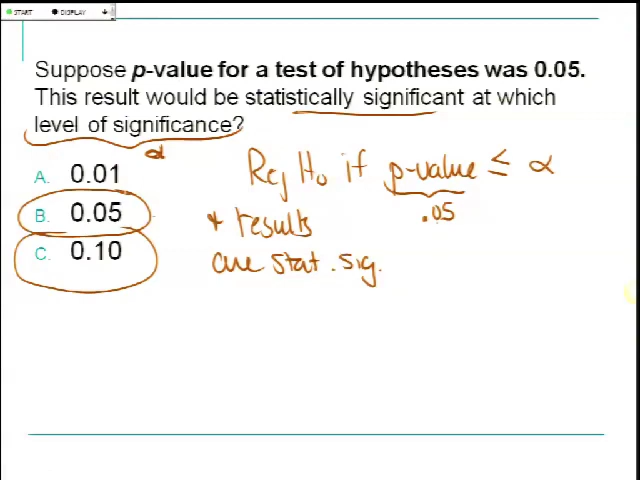 START DISPLAY
Suppose p-value for a test of hypotheses was 0.05.
This result would be statistically significant at which
level of significance?
α
A. 0.01
B. 0.05
C. 0.10
Rej H₀ if p-value ≤ α
.05
+ results
are stat. sig.